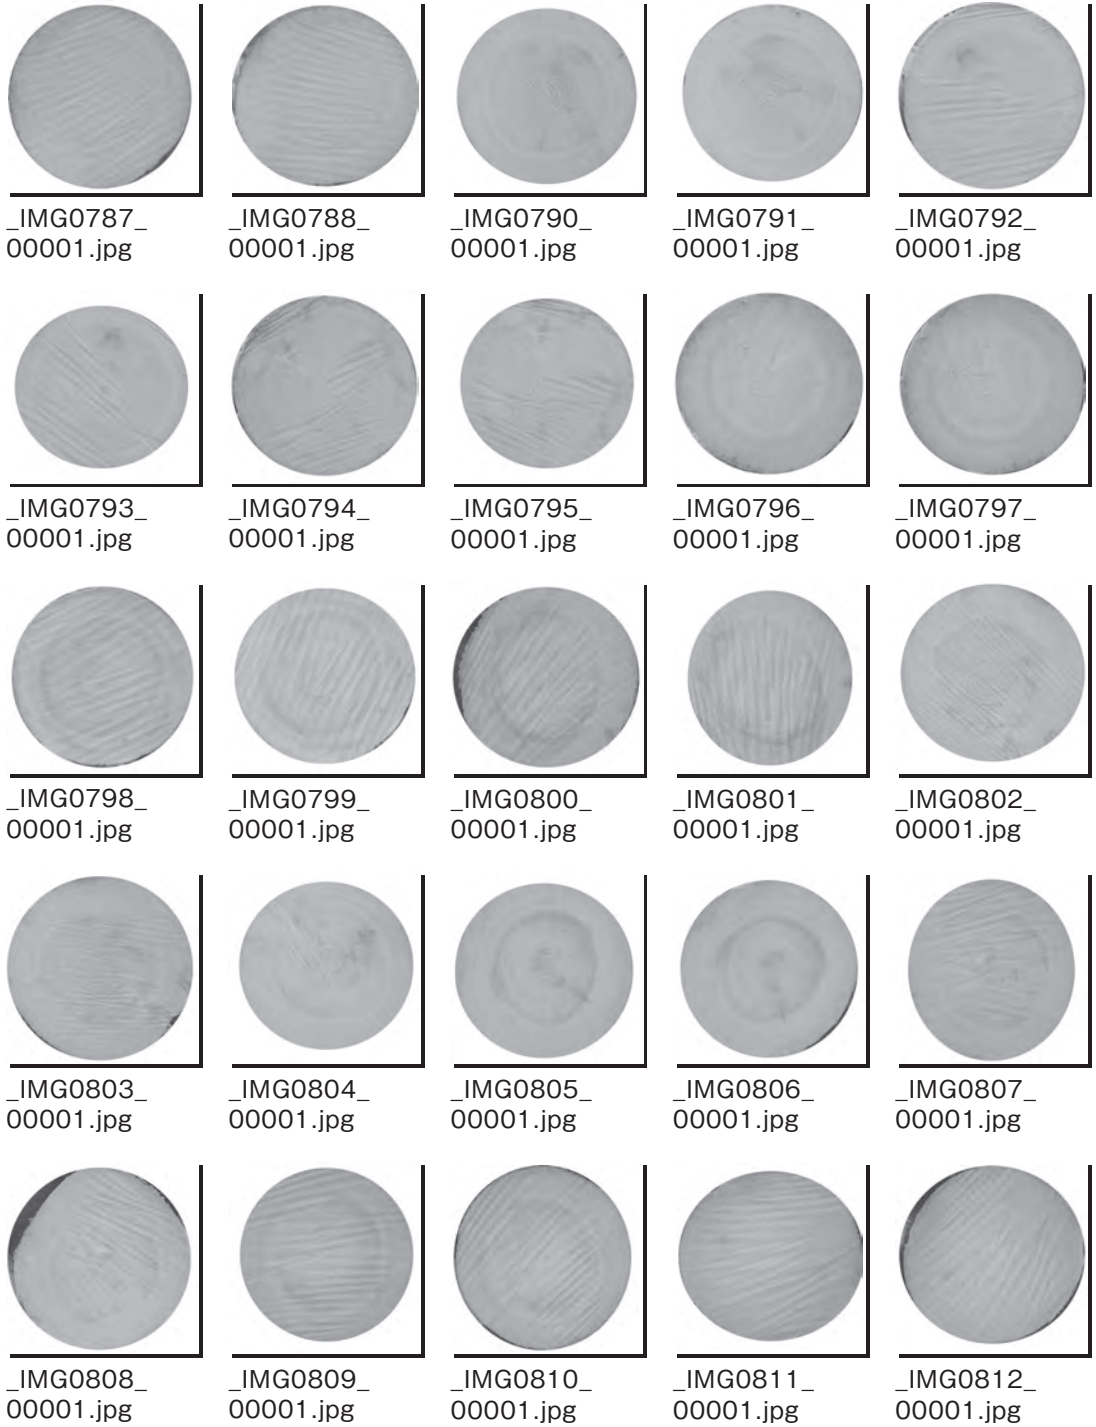 _IMG0787_
00001.jpg
_IMG0788_
00001.jpg
_IMG0790_
00001.jpg
_IMG0791_
00001.jpg
_IMG0792_
00001.jpg
_IMG0793_
00001.jpg
_IMG0794_
00001.jpg
_IMG0795_
00001.jpg
_IMG0796_
00001.jpg
_IMG0797_
00001.jpg
_IMG0798_
00001.jpg
_IMG0799_
00001.jpg
_IMG0800_
00001.jpg
_IMG0801_
00001.jpg
_IMG0802_
00001.jpg
_IMG0803_
00001.jpg
_IMG0804_
00001.jpg
_IMG0805_
00001.jpg
_IMG0806_
00001.jpg
_IMG0807_
00001.jpg
_IMG0808_
00001.jpg
_IMG0809_
00001.jpg
_IMG0810_
00001.jpg
_IMG0811_
00001.jpg
_IMG0812_
00001.jpg